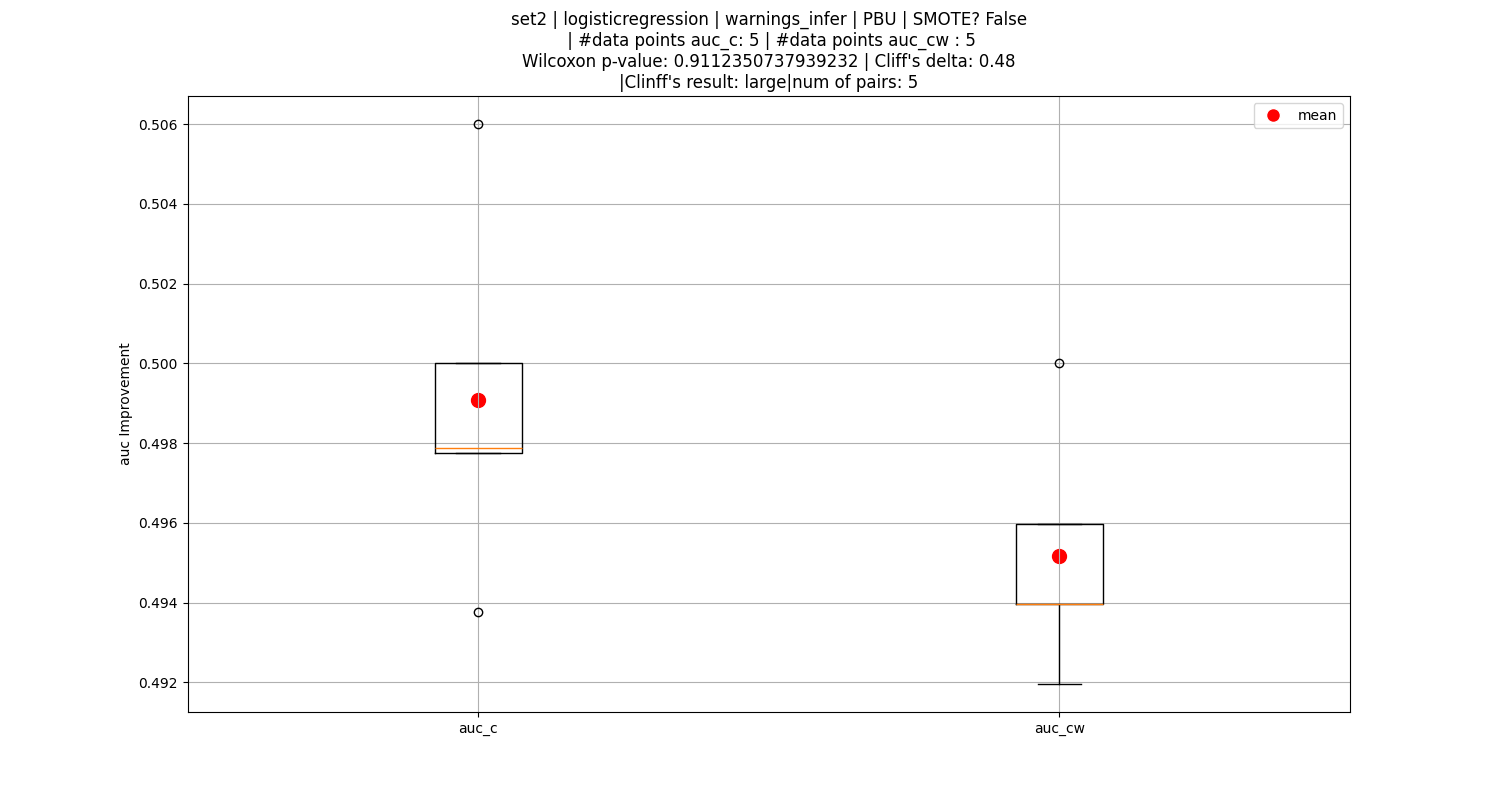 set2 | logisticregression | warnings_infer | PBU | SMOTE? False
| #data points auc_c: 5 | #data points auc_cw : 5
Wilcoxon p-value: 0.9112350737939232 | Cliff's delta: 0.48
|Clinff's result: large|num of pairs: 5
mean
0.506
0.504
0.502
0.500
0.498
0.496
0.494
0.492
auc Improvement
auc_c
auc_cw